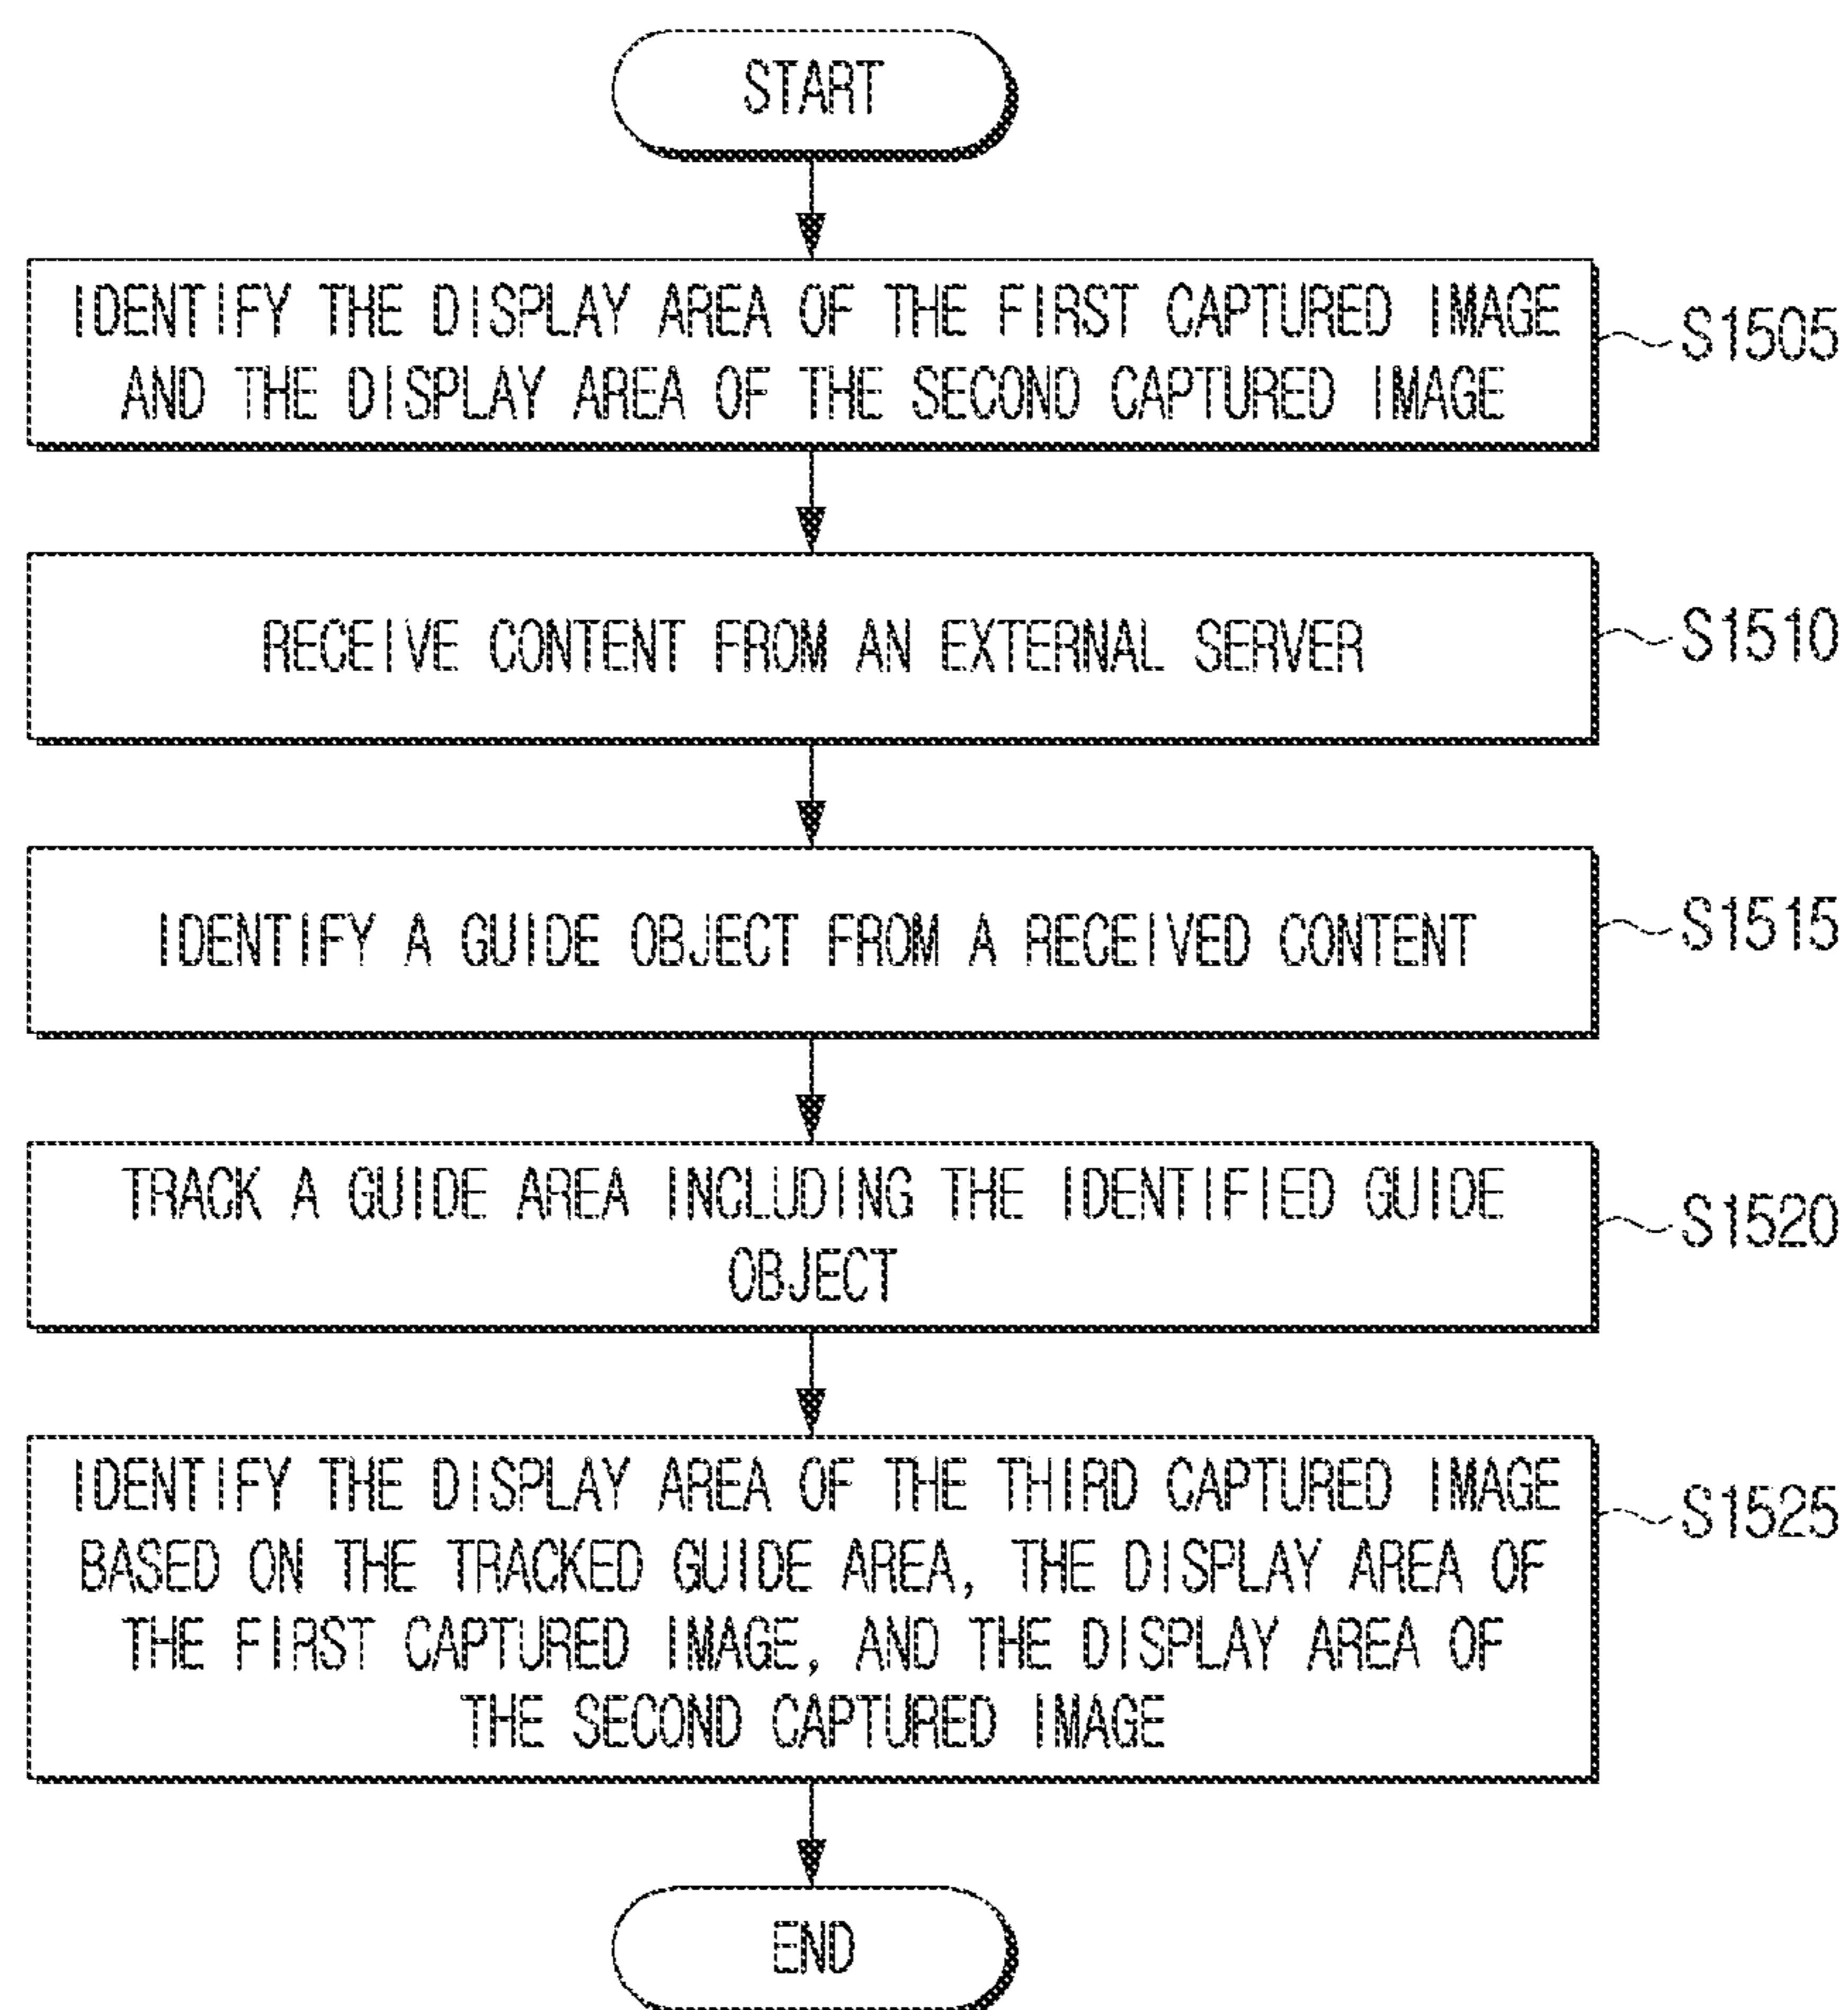 START
IDENTIFY THE DISPLAY AREA OF THE FIRST CAPTURED IMAGE
AND THE DISPLAY AREA OF THE SECOND CAPTURED IMAGE
S1505
RECEIVE CONTENT FROM AN EXTERNAL SERVER
S1510
IDENTIFY A GUIDE OBJECT FROM A RECEIVED CONTENT
S1515
TRACK A GUIDE AREA INCLUDING THE IDENTIFIED GUIDE
OBJECT
S1520
IDENTIFY THE DISPLAY AREA OF THE THIRD CAPTURED IMAGE
BASED ON THE TRACKED GUIDE AREA, THE DISPLAY AREA OF
THE FIRST CAPTURED IMAGE, AND THE DISPLAY AREA OF
THE SECOND CAPTURED IMAGE
S1525
END